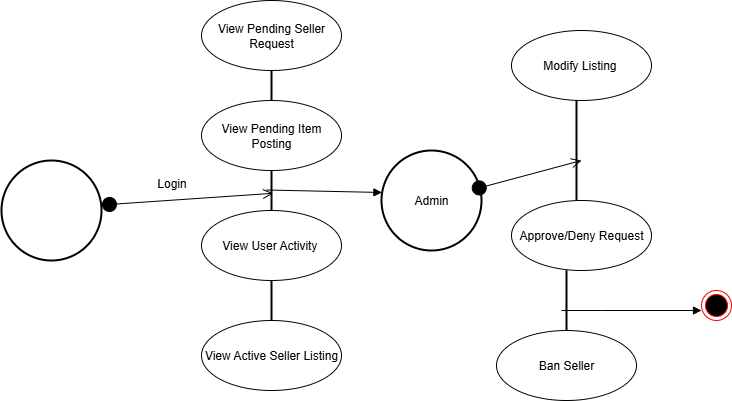 View Pending Seller
Request
View Pending Item
Posting
Login
View User Activity
View Active Seller Listing
Admin
Modify Listing
Approve/Deny Request
Ban Seller